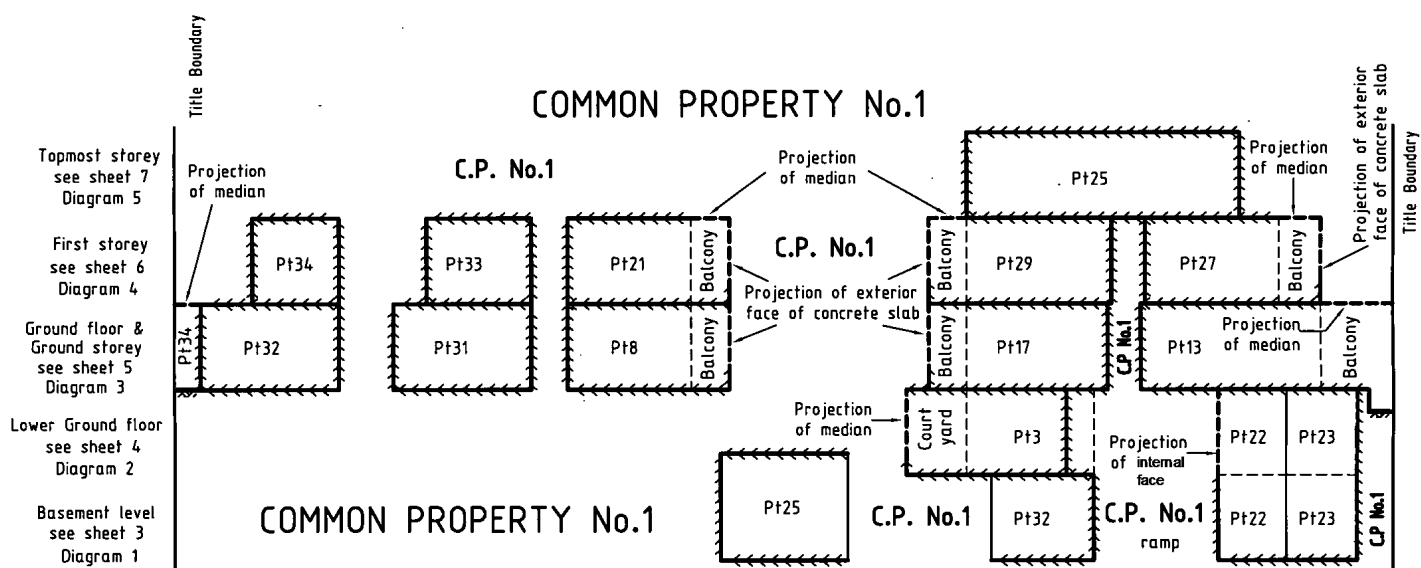 Title Boundary
COMMON PROPERTY No.1
Projection of exterior
face of concrete slab
Topmost storey
see sheet 7
Diagram 5
Projection
of median
C.P. No.1
Projection
of median
Pt25
Projection
of median
Title Boundary
First storey
see sheet 6
Diagram 4
Pt34
Pt33
Pt21
Balcony
C.P. No.1
Balcony
Pt29
Pt27
Balcony
Projection of exterior
face of concrete slab
Ground floor &
Ground storey
see sheet 5
Diagram 3
Pt34
Pt32
Pt31
Pt8
Balcony
Balcony
Pt17
C.P No.1
Pt13
Projection
of median
Balcony
Lower Ground floor
see sheet 4
Diagram 2
Projection
of median
Court
yard
Pt3
Projection
of internal
face
Pt22
Pt23
Basement level
see sheet 3
Diagram 1
COMMON PROPERTY No.1
Pt25
C.P. No.1
Pt32
C.P. No.1
ramp
Pt22
Pt23
C.P No.1